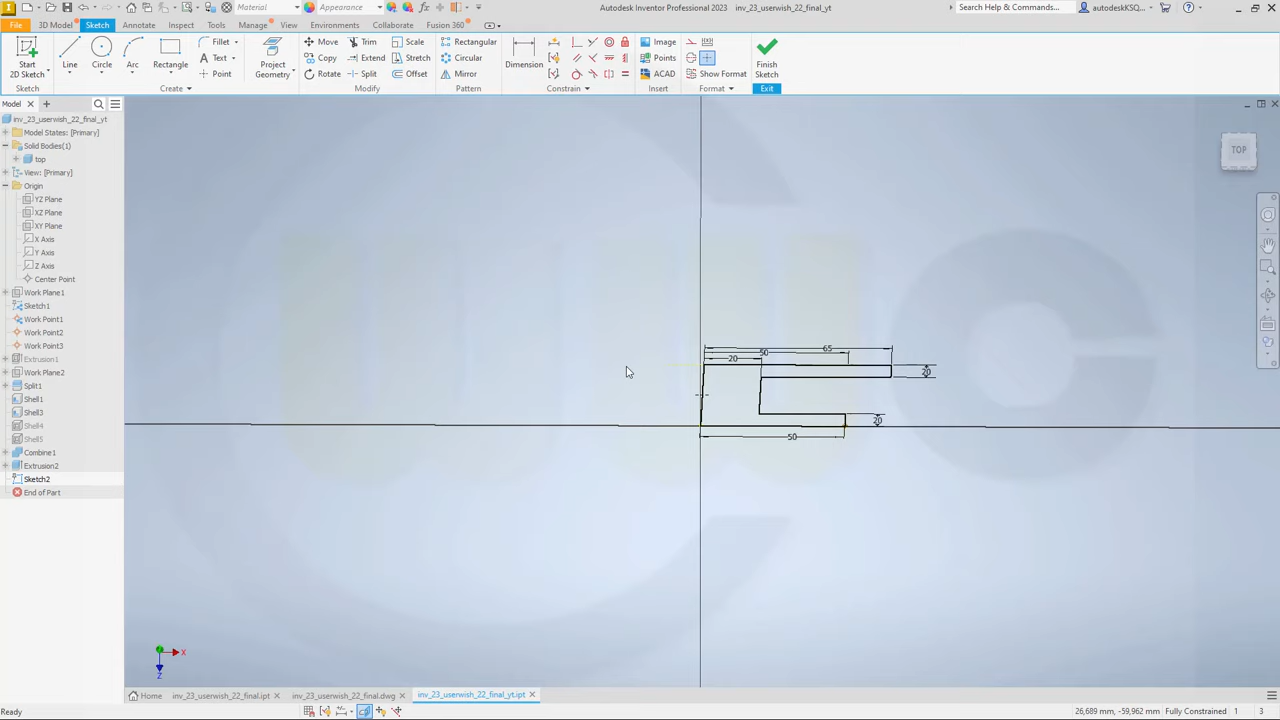 Material
Appearance
Autodesk Inventor Professional 2023 inv_23_userwish_22_final_yt
Search Help & Commands...
autodeskKSQ...
File 3D Model Sketch Annotate Inspect Tools Manage View Environments Collaborate Fusion 360
Start
2D Sketch
Line
Circle
Arc
Rectangle
Fillet
Text
Point
Project
Geometry
Move
Copy
Rotate
Trim
Extend
Split
Scale
Stretch
Offset
Rectangular
Circular
Mirror
Dimension
Image
Points
ACAD
Show Format
Finish
Sketch
Sketch Create Modify Pattern Constrain Insert Format Exit
Model
inv_23_userwish_22_final_yt
Model States: [Primary]
Solid Bodies(1)
top
View: [Primary]
Origin
YZ Plane
XZ Plane
XY Plane
X Axis
Y Axis
Z Axis
Center Point
Work Plane1
Sketch1
Work Point1
Work Point2
Work Point3
Extrusion1
Work Plane2
Split1
Shell1
Shell3
Shell4
Shell5
Combine1
Extrusion2
Sketch2
End of Part
TOP
65
50
20
20
20
50
X
Z
Home inv_23_userwish_22_final.ipt inv_23_userwish_22_final.dwg inv_23_userwish_22_final_yt.ipt
Ready
26,689 mm, -59,962 mm Fully Constrained 1 3